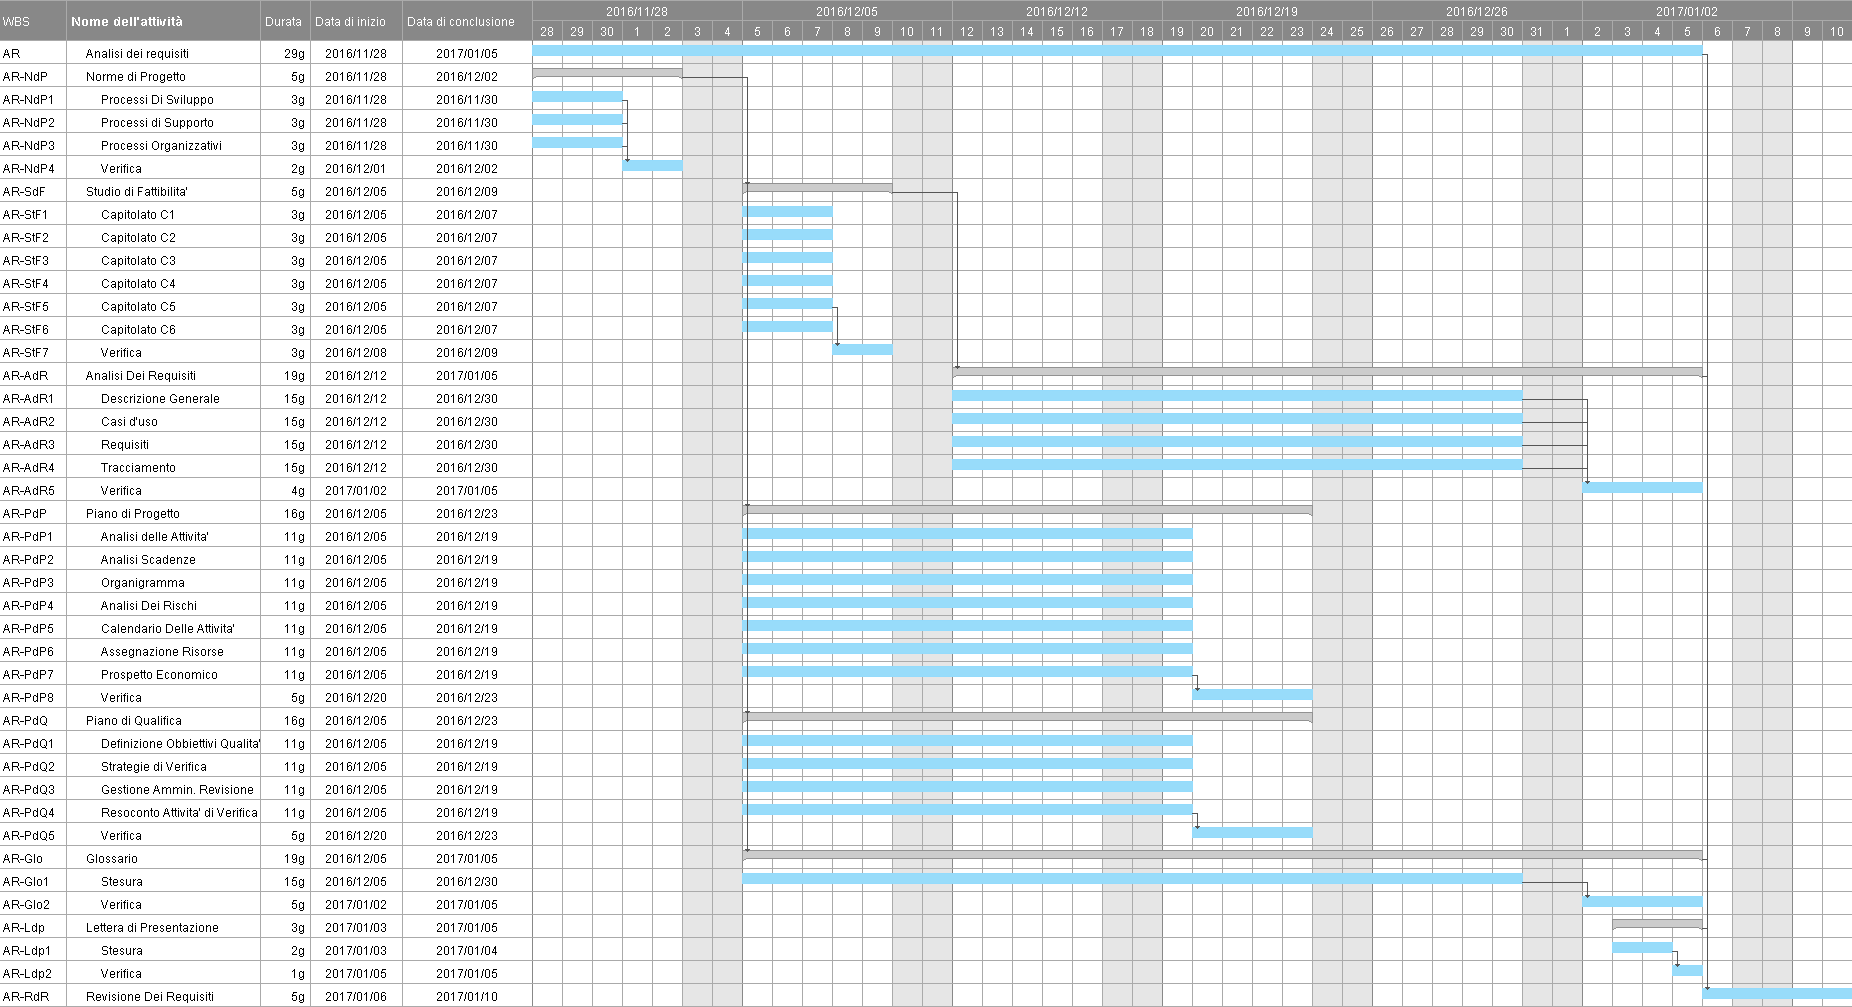 WBS Nome dell'attività Durata Data di inizio Data di conclusione 2016/11/28 2016/12/05 2016/12/12 2016/12/19 2016/12/26 2017/01/02
28 29 30 1 2 3 4 5 6 7 8 9 10 11 12 13 14 15 16 17 18 19 20 21 22 23 24 25 26 27 28 29 30 31 1 2 3 4 5 6 7 8 9 10
AR Analisi dei requisiti 29g 2016/11/28 2017/01/05
AR-NdP Norme di Progetto 5g 2016/11/28 2016/12/02
AR-NdP1 Processi Di Sviluppo 3g 2016/11/28 2016/11/30
AR-NdP2 Processi di Supporto 3g 2016/11/28 2016/11/30
AR-NdP3 Processi Organizzativi 3g 2016/11/28 2016/11/30
AR-NdP4 Verifica 2g 2016/12/01 2016/12/02
AR-SdF Studio di Fattibilita' 5g 2016/12/05 2016/12/09
AR-StF1 Capitolato C1 3g 2016/12/05 2016/12/07
AR-StF2 Capitolato C2 3g 2016/12/05 2016/12/07
AR-StF3 Capitolato C3 3g 2016/12/05 2016/12/07
AR-StF4 Capitolato C4 3g 2016/12/05 2016/12/07
AR-StF5 Capitolato C5 3g 2016/12/05 2016/12/07
AR-StF6 Capitolato C6 3g 2016/12/05 2016/12/07
AR-StF7 Verifica 3g 2016/12/08 2016/12/09
AR-AdR Analisi Dei Requisiti 19g 2016/12/12 2017/01/05
AR-AdR1 Descrizione Generale 15g 2016/12/12 2016/12/30
AR-AdR2 Casi d'uso 15g 2016/12/12 2016/12/30
AR-AdR3 Requisiti 15g 2016/12/12 2016/12/30
AR-AdR4 Tracciamento 15g 2016/12/12 2016/12/30
AR-AdR5 Verifica 4g 2017/01/02 2017/01/05
AR-PdP Piano di Progetto 16g 2016/12/05 2016/12/23
AR-PdP1 Analisi delle Attivita' 11g 2016/12/05 2016/12/19
AR-PdP2 Analisi Scadenze 11g 2016/12/05 2016/12/19
AR-PdP3 Organigramma 11g 2016/12/05 2016/12/19
AR-PdP4 Analisi Dei Rischi 11g 2016/12/05 2016/12/19
AR-PdP5 Calendario Delle Attivita' 11g 2016/12/05 2016/12/19
AR-PdP6 Assegnazione Risorse 11g 2016/12/05 2016/12/19
AR-PdP7 Prospetto Economico 11g 2016/12/05 2016/12/19
AR-PdP8 Verifica 5g 2016/12/20 2016/12/23
AR-PdQ Piano di Qualifica 16g 2016/12/05 2016/12/23
AR-PdQ1 Definizione Obbiettivi Qualita' 11g 2016/12/05 2016/12/19
AR-PdQ2 Strategie di Verifica 11g 2016/12/05 2016/12/19
AR-PdQ3 Gestione Ammin. Revisione 11g 2016/12/05 2016/12/19
AR-PdQ4 Resoconto Attivita' di Verifica 11g 2016/12/05 2016/12/19
AR-PdQ5 Verifica 5g 2016/12/20 2016/12/23
AR-Glo Glossario 19g 2016/12/05 2017/01/05
AR-Glo1 Stesura 15g 2016/12/05 2016/12/30
AR-Glo2 Verifica 5g 2017/01/02 2017/01/05
AR-Ldp Lettera di Presentazione 3g 2017/01/03 2017/01/05
AR-Ldp1 Stesura 2g 2017/01/03 2017/01/04
AR-Ldp2 Verifica 1g 2017/01/05 2017/01/05
AR-RdR Revisione Dei Requisiti 5g 2017/01/06 2017/01/10